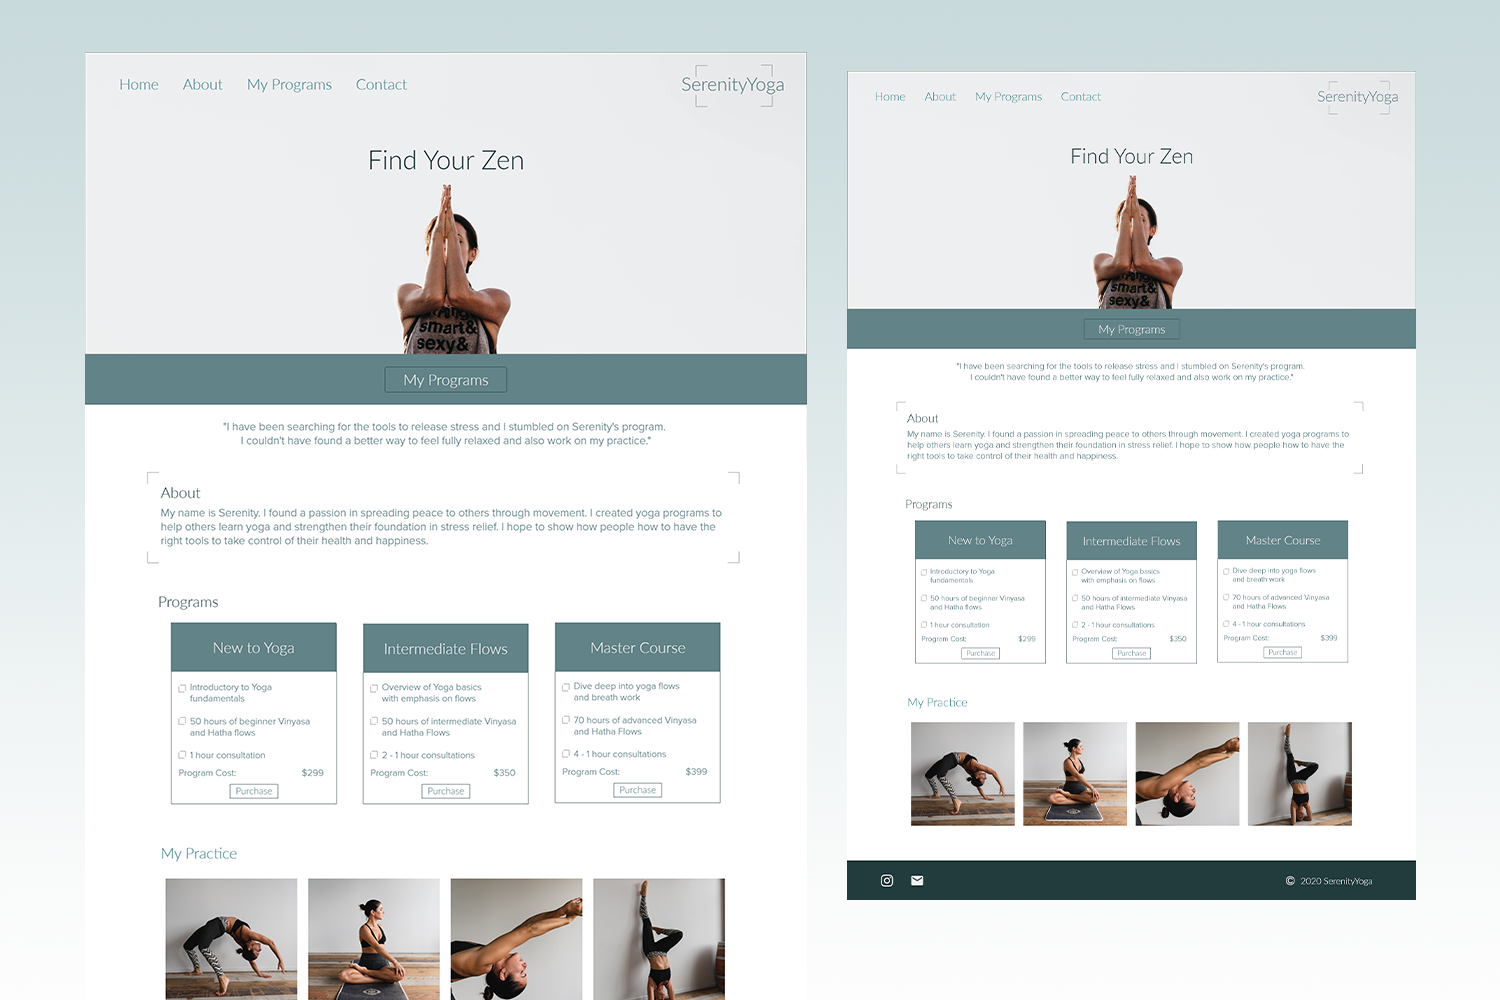 Home About My Programs Contact SerenityYoga
Find Your Zen
smart&
sexy&
My Programs
"I have been searching for the tools to release stress and I stumbled on Serenity's program.
I couldn't have found a better way to feel fully relaxed and also work on my practice."
About
My name is Serenity. I found a passion in spreading peace to others through movement. I created yoga programs to
help others learn yoga and strengthen their foundation in stress relief. I hope to show how people how to have the
right tools to take control of their health and happiness.
Programs
New to Yoga
Introductory to Yoga
fundamentals
50 hours of beginner Vinyasa
and Hatha flows
1 hour consultation
Program Cost: $299
Purchase
Intermediate Flows
Overview of Yoga basics
with emphasis on flows
50 hours of intermediate Vinyasa
and Hatha Flows
2 - 1 hour consultations
Program Cost: $350
Purchase
Master Course
Dive deep into yoga flows
and breath work
70 hours of advanced Vinyasa
and Hatha Flows
4 - 1 hour consultations
Program Cost: $399
Purchase
My Practice
Home About My Programs Contact SerenityYoga
Find Your Zen
smart&
sexy&
My Programs
"I have been searching for the tools to release stress and I stumbled on Serenity's program.
I couldn't have found a better way to feel fully relaxed and also work on my practice."
About
My name is Serenity. I found a passion in spreading peace to others through movement. I created yoga programs to
help others learn yoga and strengthen their foundation in stress relief. I hope to show how people how to have the
right tools to take control of their health and happiness.
Programs
New to Yoga
Introductory to Yoga
fundamentals
50 hours of beginner Vinyasa
and Hatha flows
1 hour consultation
Program Cost: $299
Purchase
Intermediate Flows
Overview of Yoga basics
with emphasis on flows
50 hours of intermediate Vinyasa
and Hatha Flows
2 - 1 hour consultations
Program Cost: $350
Purchase
Master Course
Dive deep into yoga flows
and breath work
70 hours of advanced Vinyasa
and Hatha Flows
4 - 1 hour consultations
Program Cost: $399
Purchase
My Practice
© 2020 SerenityYoga